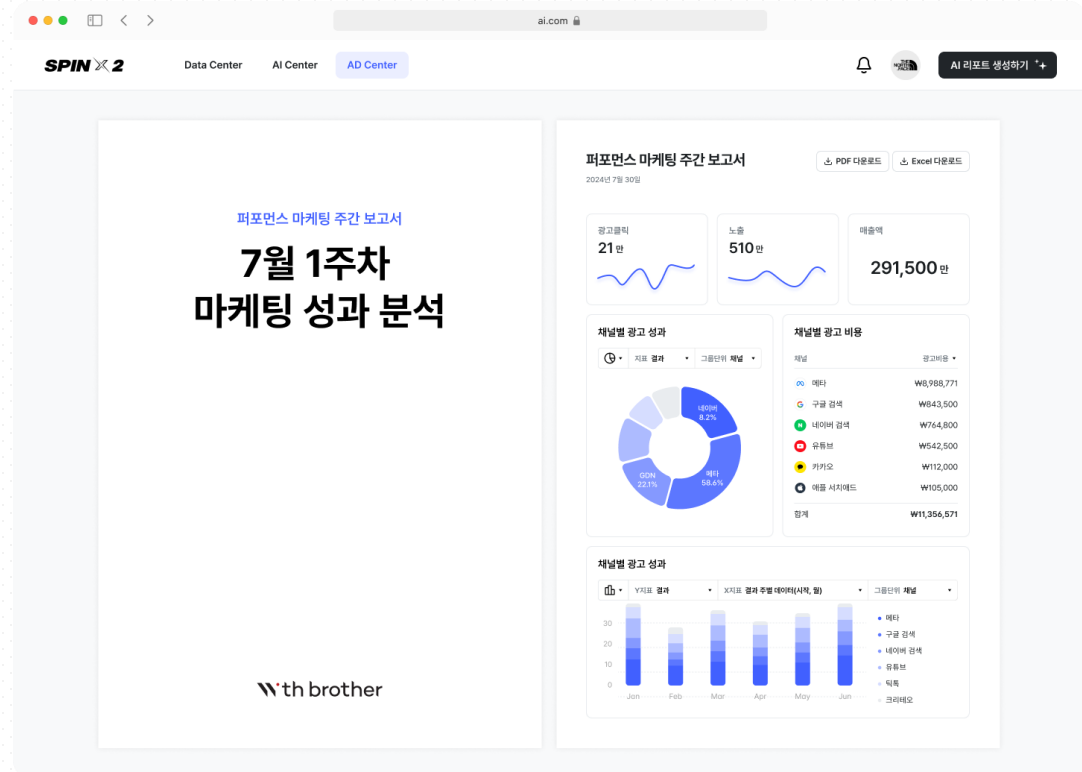 ai.com
SPIN X 2
Data Center
AI Center
AD Center
THE NORTH FACE
AI 리포트 생성하기
퍼포먼스 마케팅 주간 보고서
7월 1주차
마케팅 성과 분석
With brother
퍼포먼스 마케팅 주간 보고서
PDF 다운로드
Excel 다운로드
2024년 7월 30일
광고클릭
21 만
노출
510 만
매출액
291,500 만
채널별 광고 성과
지표 결과
그룹단위 채널
네이버
8.2%
메타
58.6%
GDN
22.1%
채널별 광고 비용
채널 광고비용
메타 ₩8,988,771
구글 검색 ₩843,500
네이버 검색 ₩764,800
유튜브 ₩542,500
카카오 ₩112,000
애플 서치애드 ₩105,000
합계 ₩11,356,571
채널별 광고 성과
Y지표 결과
X지표 결과 주별 데이터(시작, 월)
그룹단위 채널
30
20
10
0
Jan Feb Mar Apr May Jun
메타
구글 검색
네이버 검색
유튜브
틱톡
크리테오